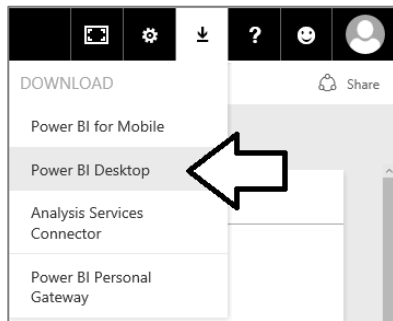 ?
DOWNLOAD
Share
Power BI for Mobile
Power BI Desktop
Analysis Services
Connector
Power BI Personal
Gateway